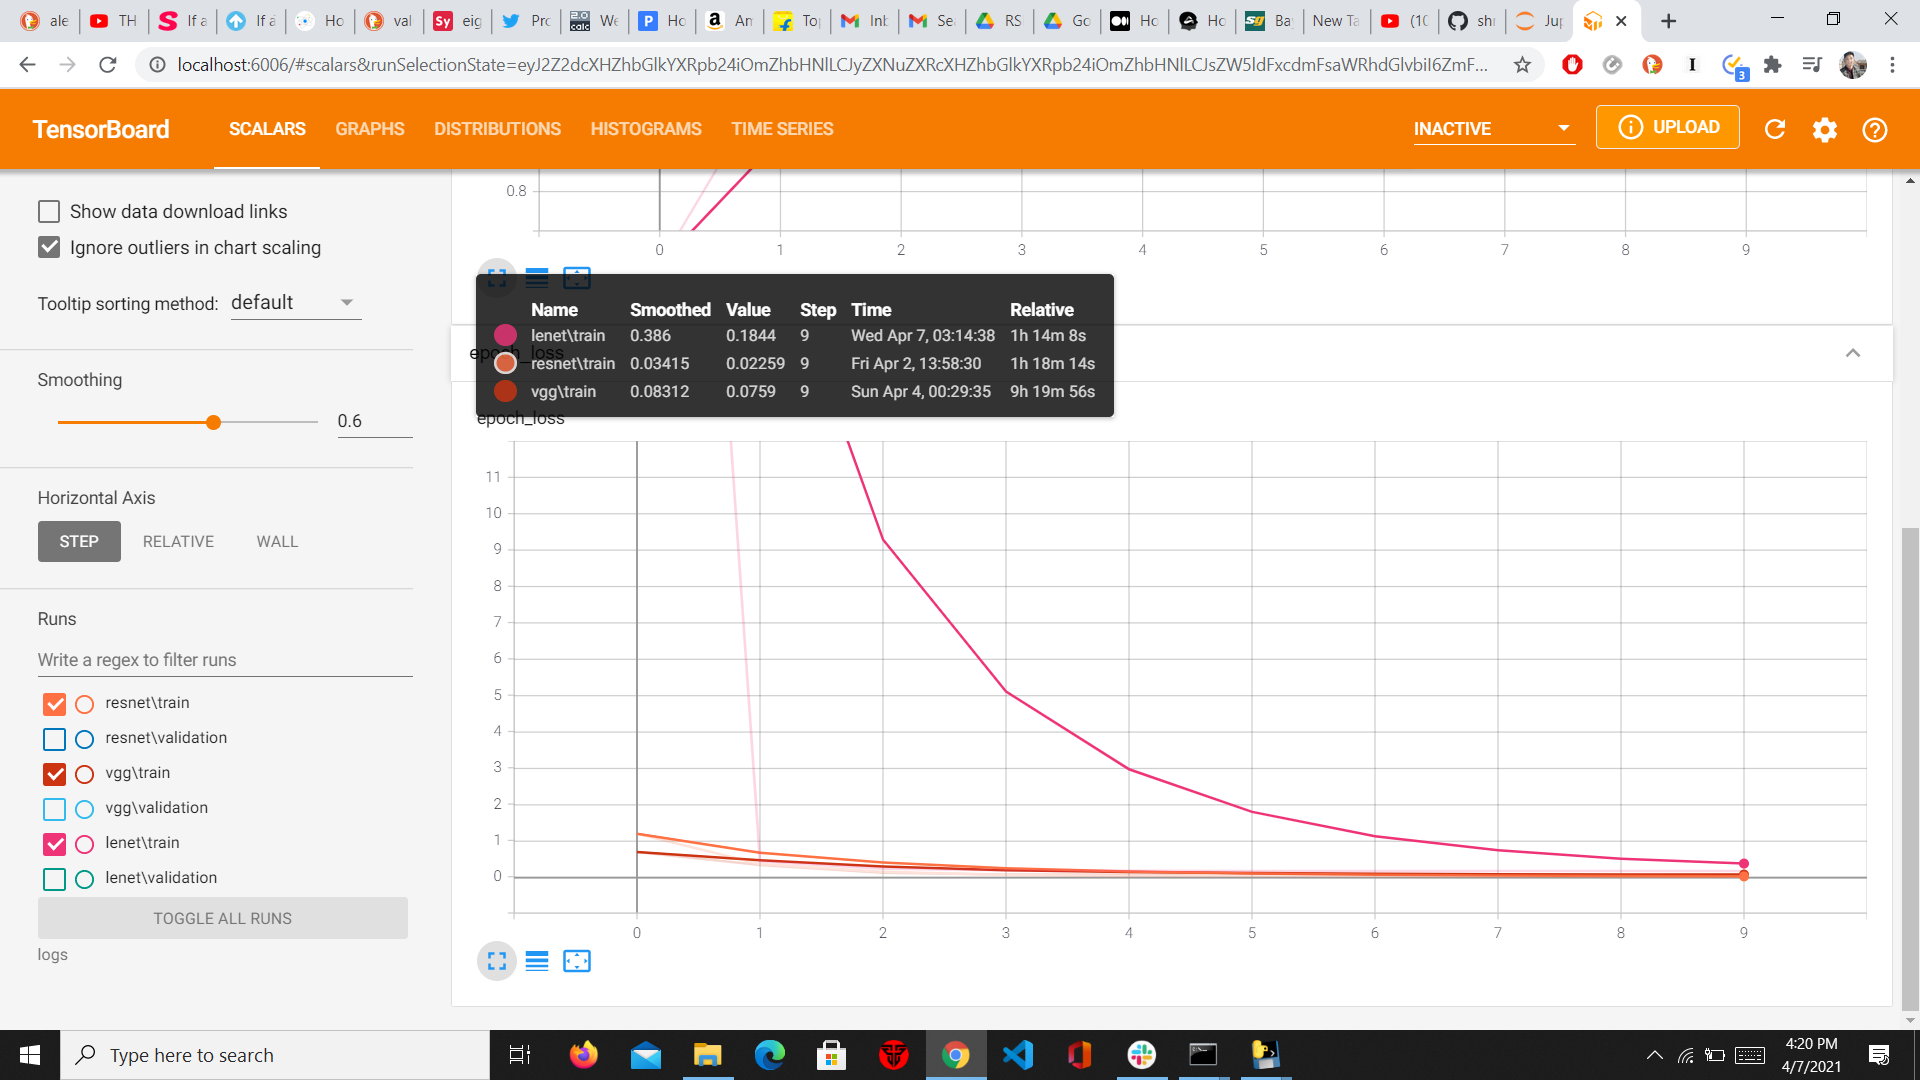 ale TH If a If a Ho val eig Pro We Ho An Top Inb Sea RS Go Ho Ho Ba New Ta (10 shr Jup
localhost:6006/#scalars&runSelectionState=eyJ2Z2dcXHZhbGlkYXRpb24iOmZhbHNlLCJyZXNuZXRcXHZhbGlkYXRpb24iOmZhbHNlLCJsZW5ldFxcdmFsaWRhdGlvbiI6ZmF...
3
TensorBoard SCALARS GRAPHS DISTRIBUTIONS HISTOGRAMS TIME SERIES INACTIVE UPLOAD
Show data download links
Ignore outliers in chart scaling
Tooltip sorting method: default
Smoothing
0.6
Horizontal Axis
STEP RELATIVE WALL
Runs
Write a regex to filter runs
resnet\train
resnet\validation
vgg\train
vgg\validation
lenet\train
lenet\validation
TOGGLE ALL RUNS
logs
0.8
0 1 2 3 4 5 6 7 8 9
Name Smoothed Value Step Time Relative
lenet\train 0.386 0.1844 9 Wed Apr 7, 03:14:38 1h 14m 8s
epoch_loss
resnet\train 0.03415 0.02259 9 Fri Apr 2, 13:58:30 1h 18m 14s
vgg\train 0.08312 0.0759 9 Sun Apr 4, 00:29:35 9h 19m 56s
epoch_loss
11
10
9
8
7
6
5
4
3
2
1
0
0 1 2 3 4 5 6 7 8 9
Type here to search
4:20 PM
4/7/2021